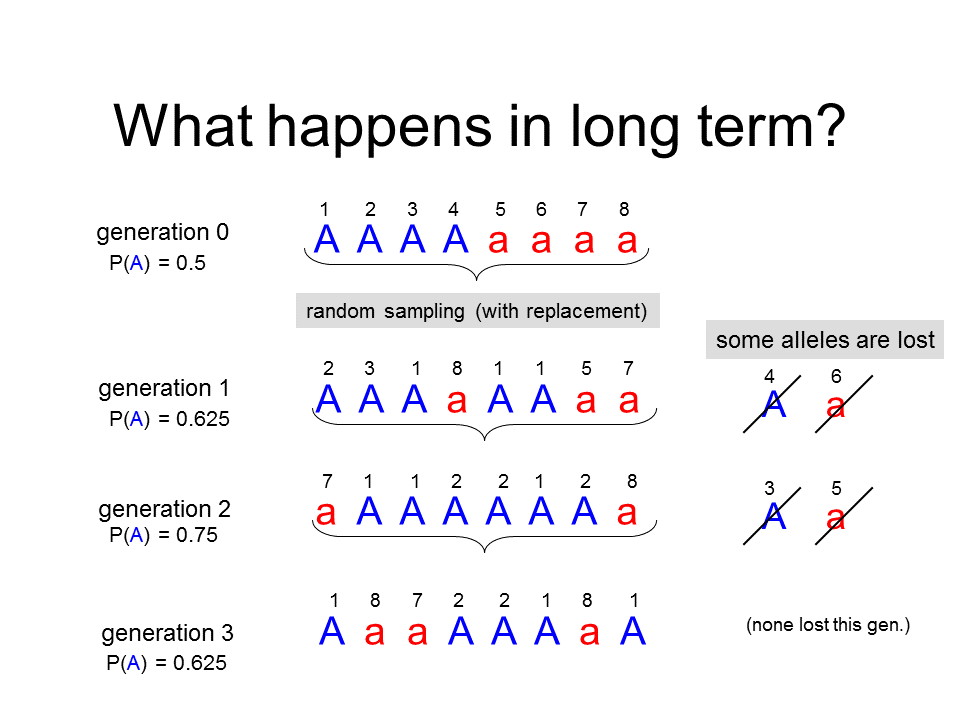 What happens in long term?
1 2 3 4 5 6 7 8
generation 0
A A A A a a a a
P(A) = 0.5
random sampling (with replacement)
some alleles are lost
2 3 1 8 1 1 5 7
4 6
generation 1
A A A a A A a a
A a
P(A) = 0.625
7 1 1 2 2 1 2 8
3 5
generation 2
a A A A A A A a
A a
P(A) = 0.75
1 8 7 2 2 1 8 1
generation 3
A a a A A A a A
(none lost this gen.)
P(A) = 0.625